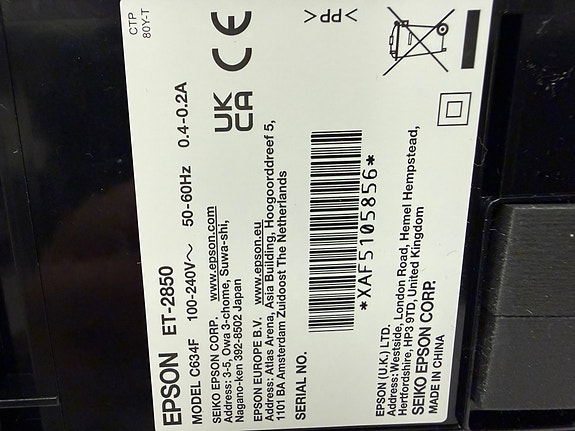 EPSON ET-2850
MODEL C634F 100-240V~ 50-60Hz 0.4-0.2A
SEIKO EPSON CORP. www.epson.com
Address: 3-5, Owa 3-chome, Suwa-shi,
Nagano-ken 392-8502 Japan
EPSON EUROPE B.V. www.epson.eu
Address: Atlas Arena, Asia Building, Hoogoorddreef 5,
1101 BA Amsterdam Zuidoost The Netherlands
SERIAL NO.
*XAF5105856*
EPSON (U.K.) LTD.
Address: Westside, London Road, Hemel Hempstead,
Hertfordshire, HP3 9TD, United Kingdom
SEIKO EPSON CORP.
MADE IN CHINA
CTP
80Y-T
UK
CA
CE
>PP<